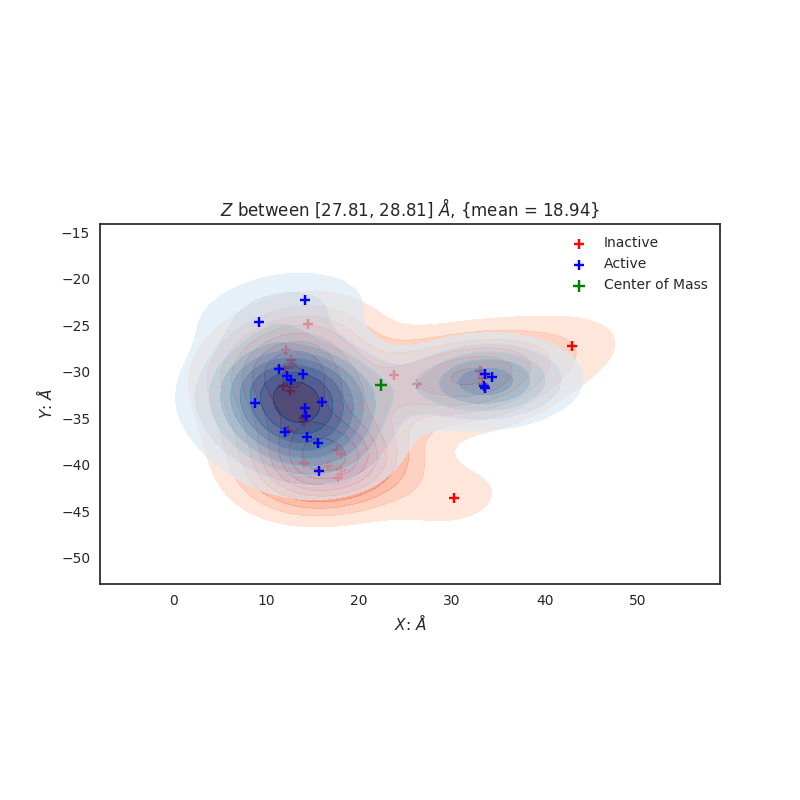 Z between [27.81, 28.81] Å, {mean = 18.94}
−15
Inactive
Active
−20
Center of Mass
−25
−30
−35
−40
−45
−50
Y: Å
0 10 20 30 40 50
X: Å